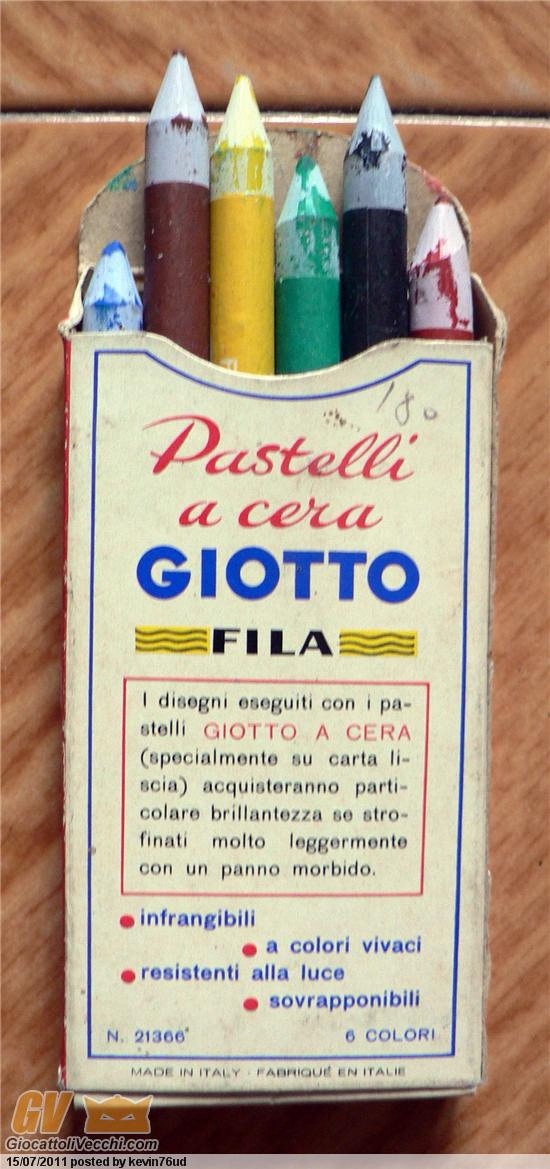 180
Pastelli
a cera
GIOTTO
FILA
I disegni eseguiti con i pa-
stelli GIOTTO A CERA
(specialmente su carta li-
scia) acquisteranno parti-
colare brillantezza se stro-
finati molto leggermente
con un panno morbido.
infrangibili
a colori vivaci
resistenti alla luce
sovrapponibili
N. 21366 6 COLORI
MADE IN ITALY - FABRIQUÉ EN ITALIE
GV
GiocattoliVecchi.com
15/07/2011 posted by kevin76ud